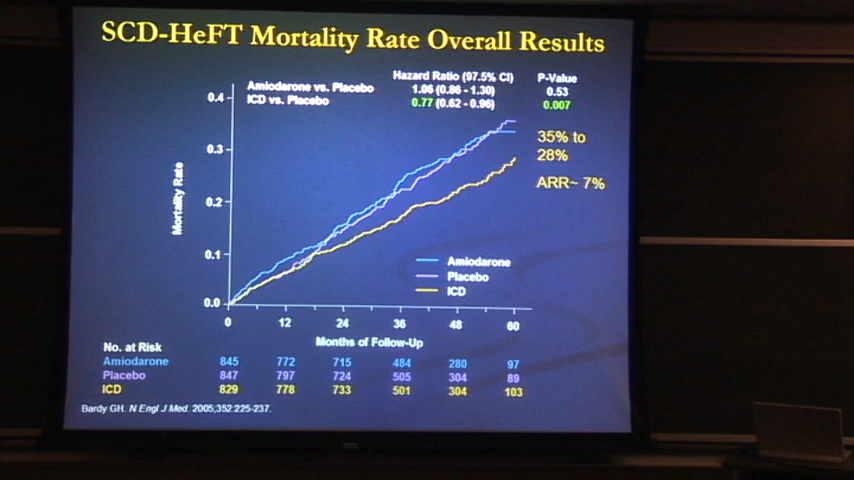 SCD-HeFT Mortality Rate Overall Results
Hazard Ratio (97.5% CI) P-Value
Amiodarone vs. Placebo 1.06 (0.86 - 1.30) 0.53
ICD vs. Placebo 0.77 (0.62 - 0.96) 0.007
0.4
0.3
0.2
0.1
0.0
Mortality Rate
35% to
28%
ARR~ 7%
Amiodarone
Placebo
ICD
0 12 24 36 48 60
Months of Follow-Up
No. at Risk
Amiodarone 845 772 715 484 280 97
Placebo 847 797 724 505 304 89
ICD 829 778 733 501 304 103
Bardy GH. N Engl J Med. 2005;352:225-237.